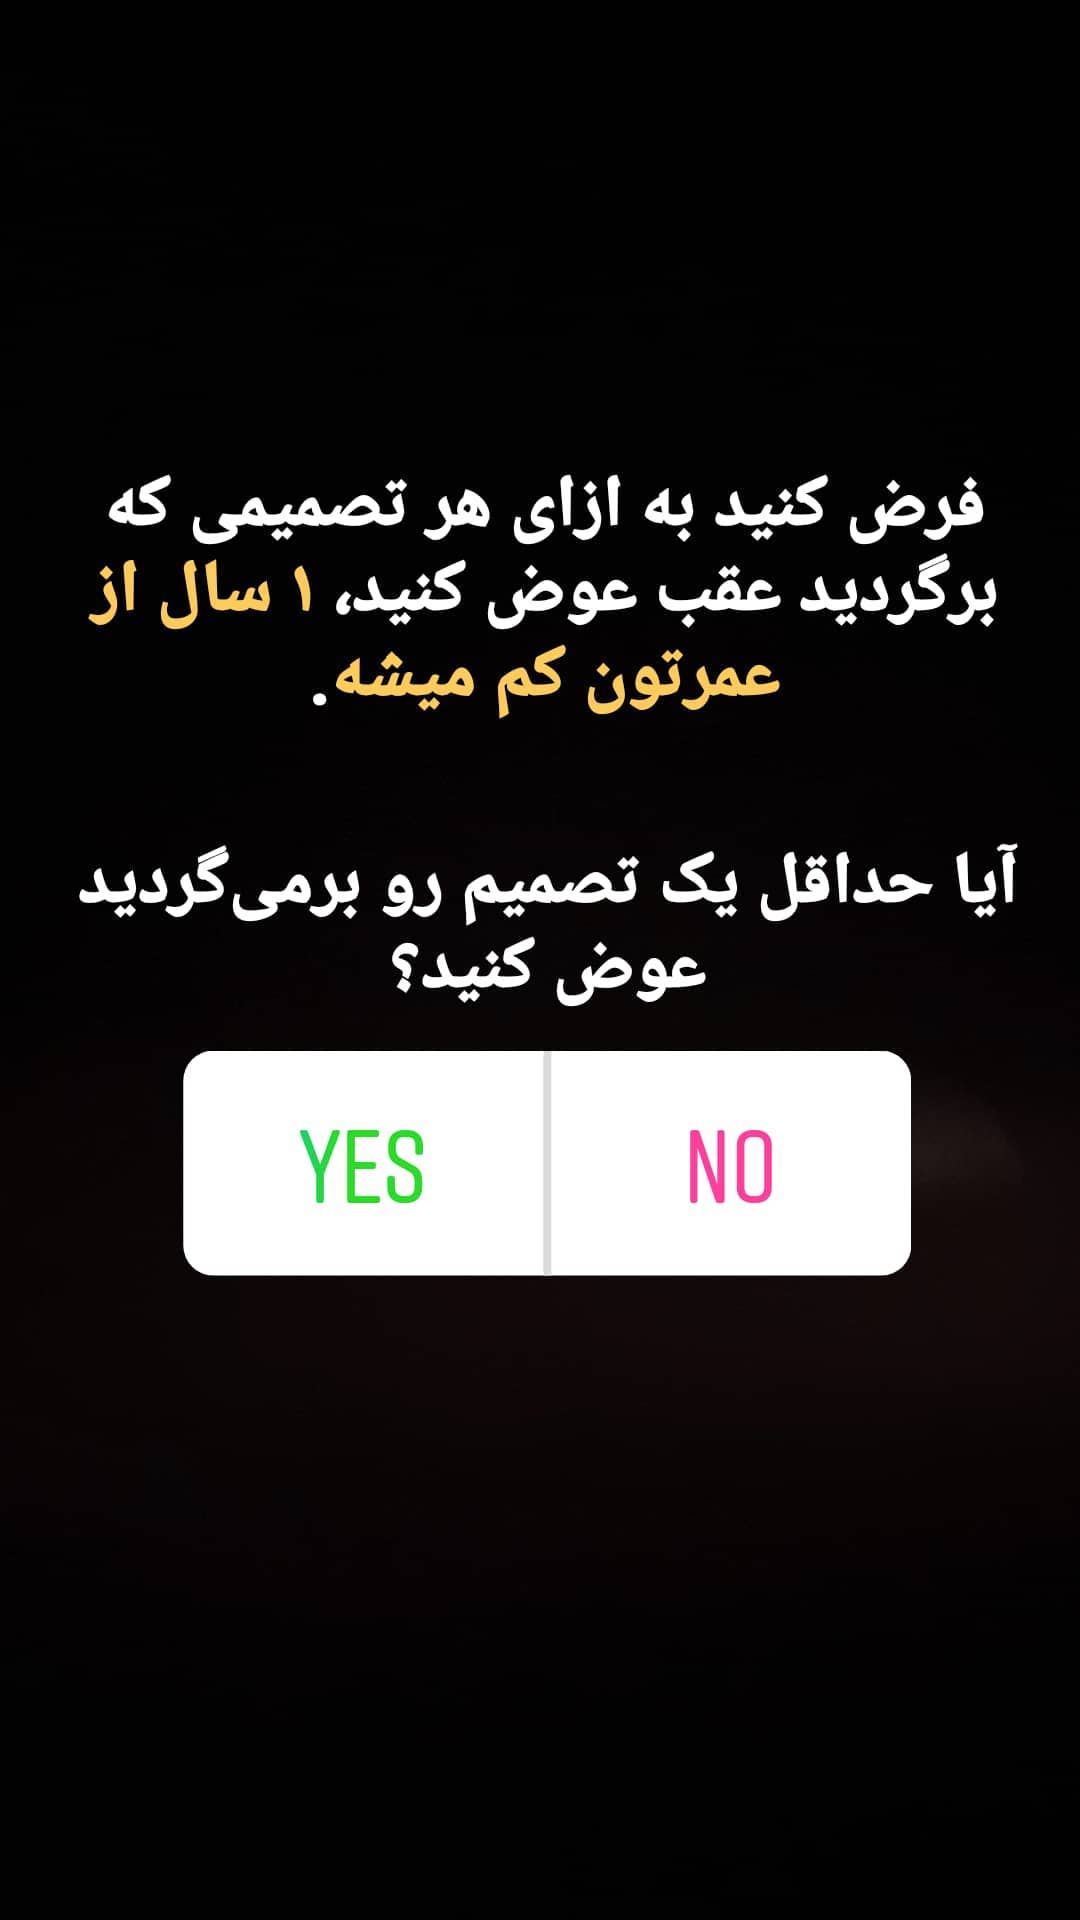 فرض کنید به ازای هر تصمیمی که
برگردید عقب عوض کنید، ۱ سال از
عمرتون کم میشه.
آیا حداقل یک تصمیم رو برمی‌گردید
عوض کنید؟
YES NO